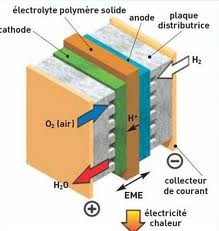 électrolyte polymère solide
anode
plaque
distributrice
cathode
H₂
O₂ (air)
H⁺
H₂O
EME
collecteur
de courant
électricité
chaleur